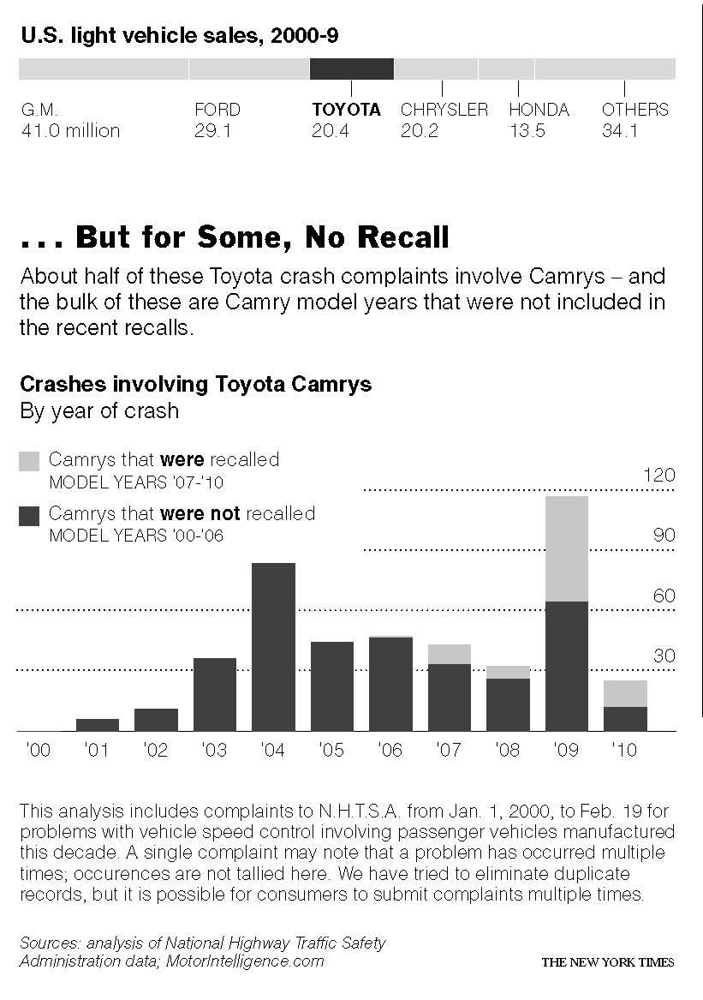 U.S. light vehicle sales, 2000-9
G.M. FORD TOYOTA CHRYSLER HONDA OTHERS
41.0 million 29.1 20.4 20.2 13.5 34.1
... But for Some, No Recall
About half of these Toyota crash complaints involve Camrys – and
the bulk of these are Camry model years that were not included in
the recent recalls.
Crashes involving Toyota Camrys
By year of crash
Camrys that were recalled
MODEL YEARS '07-'10
Camrys that were not recalled
MODEL YEARS '00-'06
120
90
60
30
'00 '01 '02 '03 '04 '05 '06 '07 '08 '09 '10
This analysis includes complaints to N.H.T.S.A. from Jan. 1, 2000, to Feb. 19 for
problems with vehicle speed control involving passenger vehicles manufactured
this decade. A single complaint may note that a problem has occurred multiple
times; occurences are not tallied here. We have tried to eliminate duplicate
records, but it is possible for consumers to submit complaints multiple times.
Sources: analysis of National Highway Traffic Safety
Administration data; MotorIntelligence.com
THE NEW YORK TIMES